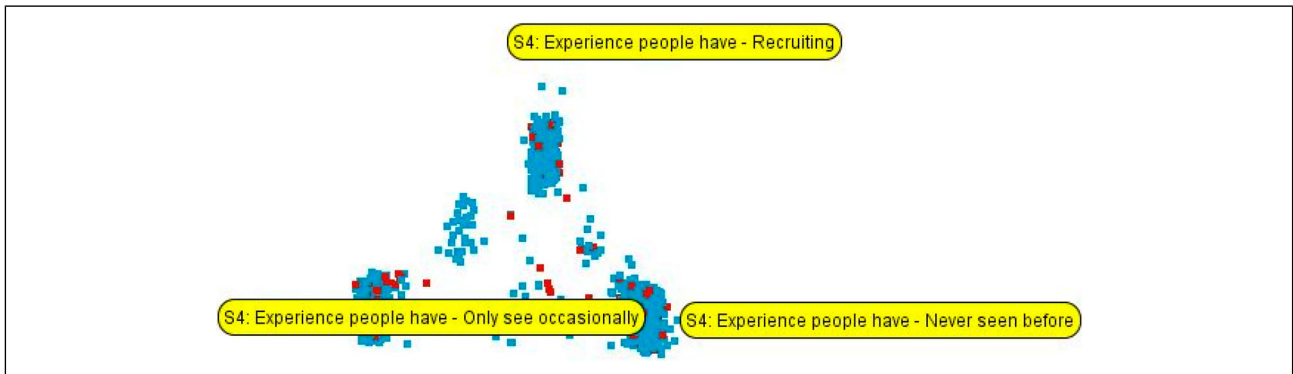 S4: Experience people have - Recruiting
S4: Experience people have - Only see occasionally
S4: Experience people have - Never seen before